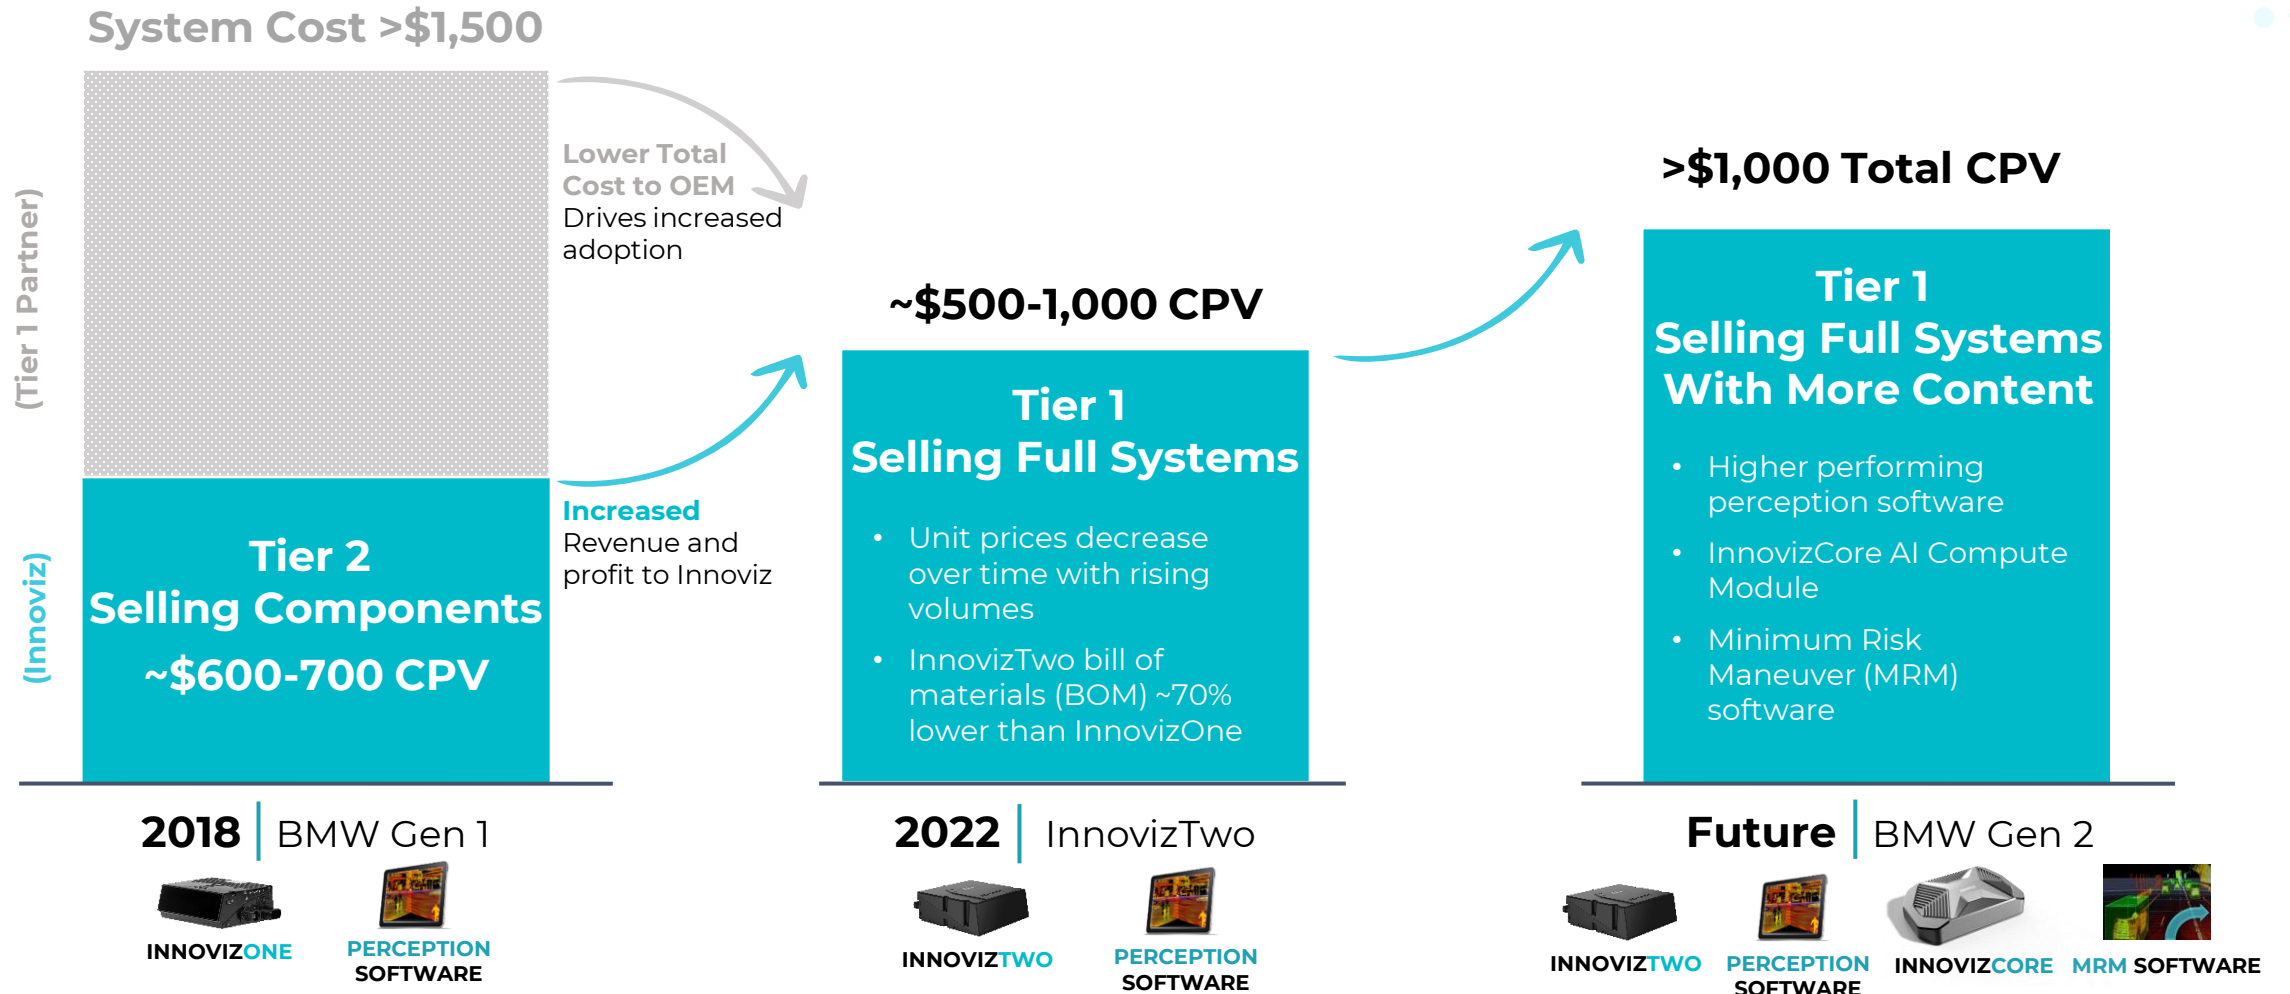 System Cost >$1,500
(Tier 1 Partner)
(Innoviz)
Tier 2
Selling Components
~$600-700 CPV
Lower Total
Cost to OEM
Drives increased
adoption
Increased
Revenue and
profit to Innoviz
~$500-1,000 CPV
Tier 1
Selling Full Systems
• Unit prices decrease
over time with rising
volumes
• InnovizTwo bill of
materials (BOM) ~70%
lower than InnovizOne
>$1,000 Total CPV
Tier 1
Selling Full Systems
With More Content
• Higher performing
perception software
• InnovizCore AI Compute
Module
• Minimum Risk
Maneuver (MRM)
software
2018 | BMW Gen 1
INNOVIZONE
PERCEPTION
SOFTWARE
2022 | InnovizTwo
INNOVIZTWO
PERCEPTION
SOFTWARE
Future | BMW Gen 2
INNOVIZTWO
PERCEPTION
SOFTWARE
INNOVIZCORE
MRM SOFTWARE